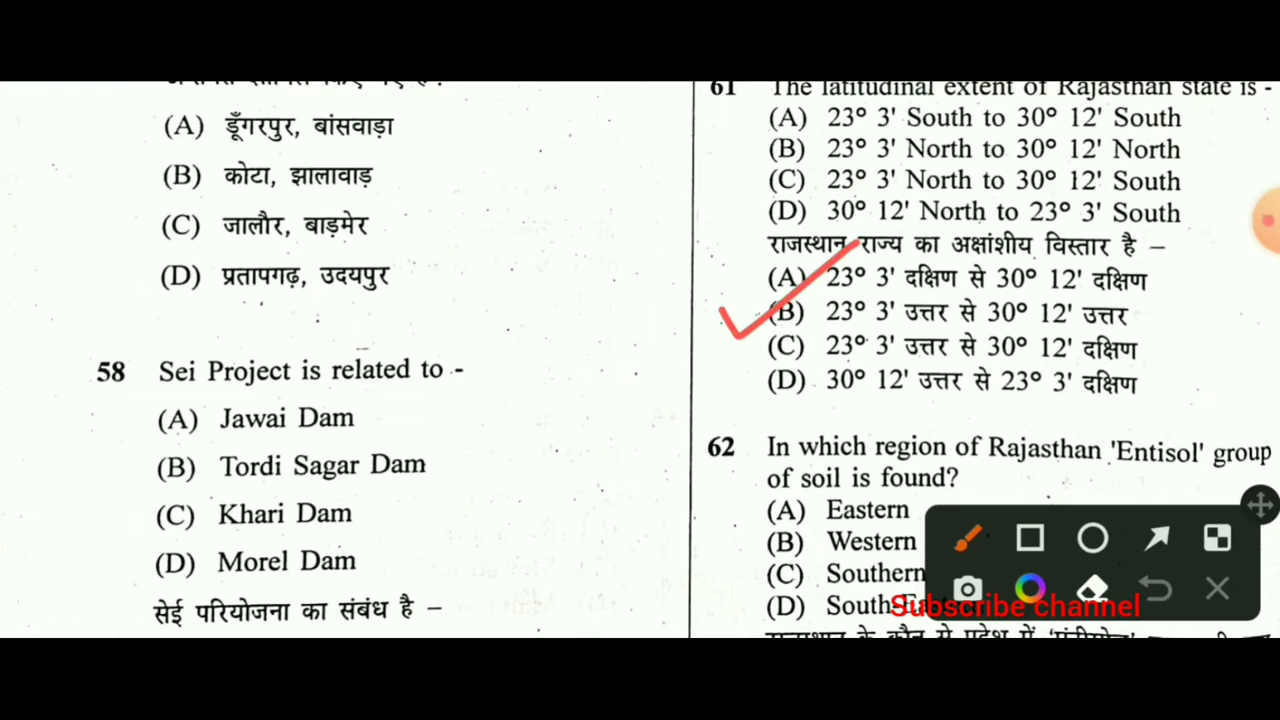 (A) डूँगरपुर, बांसवाड़ा
(B) कोटा, झालावाड़
(C) जालौर, बाड़मेर
(D) प्रतापगढ़, उदयपुर
58 Sei Project is related to -
(A) Jawai Dam
(B) Tordi Sagar Dam
(C) Khari Dam
(D) Morel Dam
सेई परियोजना का संबंध है –
61 The latitudinal extent of Rajasthan state is -
(A) 23° 3' South to 30° 12' South
(B) 23° 3' North to 30° 12' North
(C) 23° 3' North to 30° 12' South
(D) 30° 12' North to 23° 3' South
राजस्थान राज्य का अक्षांशीय विस्तार है –
(A) 23° 3' दक्षिण से 30° 12' दक्षिण
(B) 23° 3' उत्तर से 30° 12' उत्तर
(C) 23° 3' उत्तर से 30° 12' दक्षिण
(D) 30° 12' उत्तर से 23° 3' दक्षिण
62 In which region of Rajasthan 'Entisol' group
of soil is found?
(A) Eastern
(B) Western
(C) Southern
(D) South
Subscribe channel